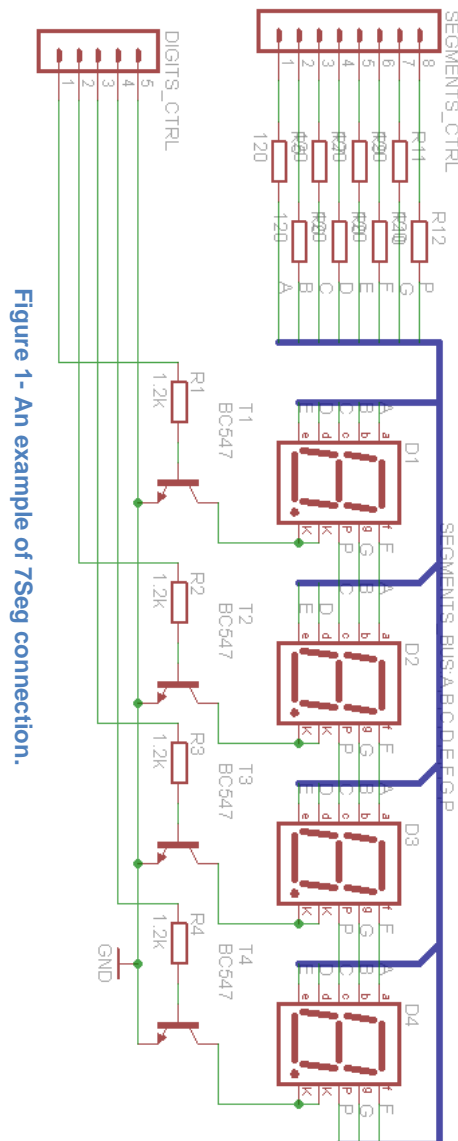 SEGMENTS_CTRL
1 2 3 4 5 6 7 8
R11
R12
120
120
A B C D E F G P
SEGMENTS_BUS:A,B,C,D,E,F,G,P
D1
A B C D E
a b c d e
f g P K K
F G P
D2
A B C D E
a b c d e
f g P K K
F G P
D3
A B C D E
a b c d e
f g P K K
F G P
D4
A B C D E
a b c d e
f g P K K
F G P
DIGITS_CTRL
1 2 3 4 5
T1
BC547
R1
1.2k
T2
BC547
R2
1.2k
T3
BC547
R3
1.2k
T4
BC547
R4
1.2k
GND
Figure 1- An example of 7Seg connection.